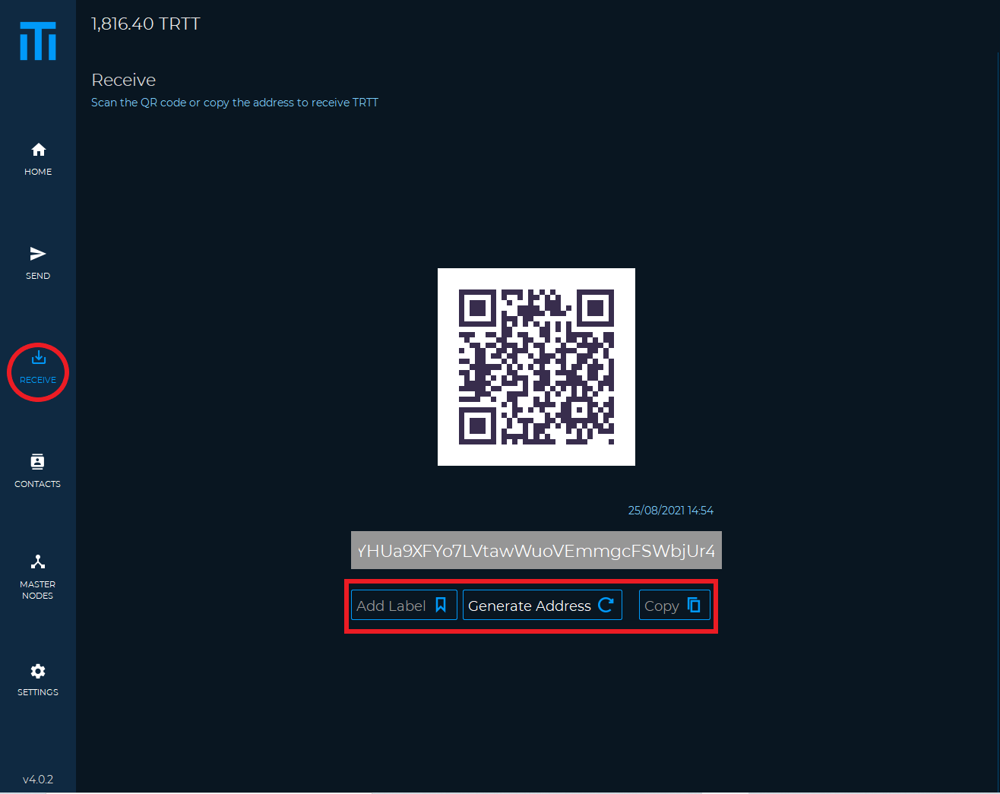 1,816.40 TRTT
Receive
Scan the QR code or copy the address to receive TRTT
HOME
SEND
RECEIVE
CONTACTS
MASTER
NODES
SETTINGS
v4.0.2
25/08/2021 14:54
YHUa9XFYo7LVtawWuoVEmmgcFSWbjUr4
Add Label
Generate Address
Copy